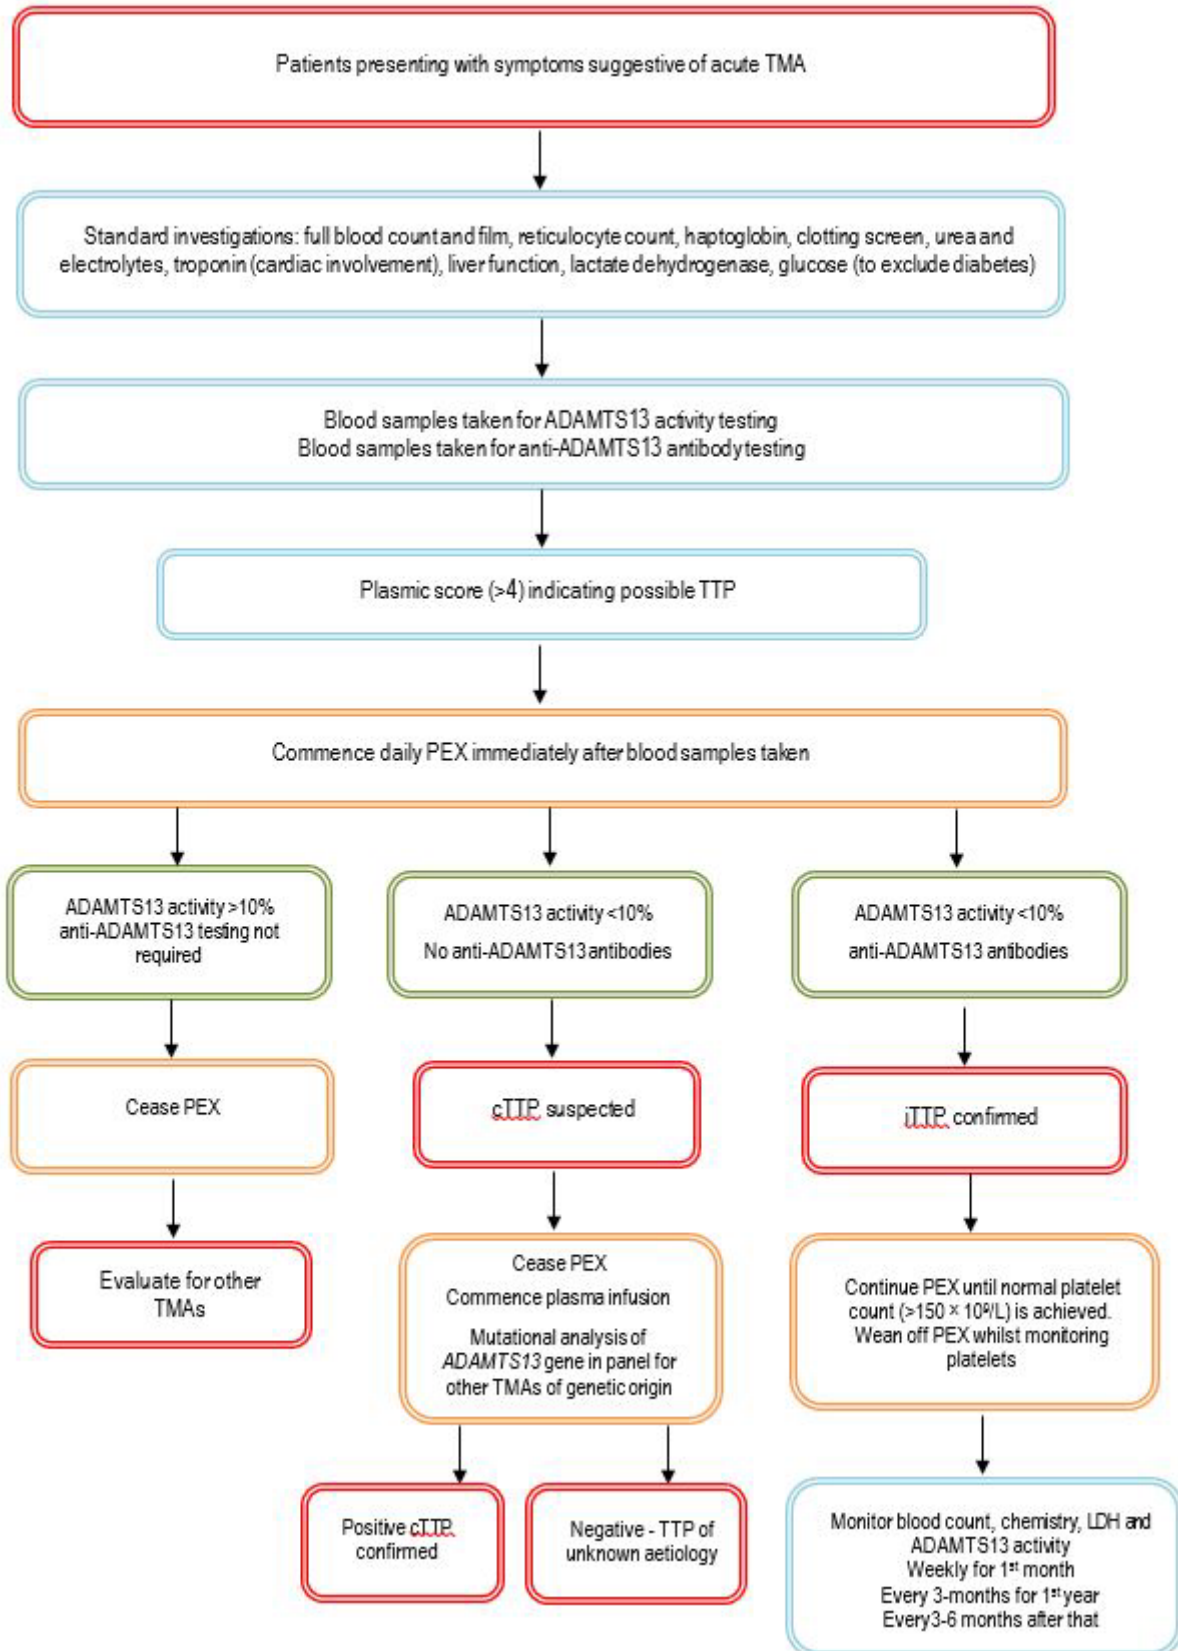 Patients presenting with symptoms suggestive of acute TMA
Standard investigations: full blood count and film, reticulocyte count, haptoglobin, clotting screen, urea and
electrolytes, troponin (cardiac involvement), liver function, lactate dehydrogenase, glucose (to exclude diabetes)
Blood samples taken for ADAMTS13 activity testing
Blood samples taken for anti-ADAMTS13 antibody testing
Plasmic score (>4) indicating possible TTP
Commence daily PEX immediately after blood samples taken
ADAMTS13 activity >10%
anti-ADAMTS13 testing not
required
ADAMTS13 activity <10%
No anti-ADAMTS13 antibodies
ADAMTS13 activity <10%
anti-ADAMTS13 antibodies
Cease PEX
cTTP suspected
iTTP confirmed
Evaluate for other
TMAs
Cease PEX
Commence plasma infusion
Mutational analysis of
ADAMTS13 gene in panel for
other TMAs of genetic origin
Continue PEX until normal platelet
count (>150 × 10⁹/L) is achieved.
Wean off PEX whilst monitoring
platelets
Positive cTTP
confirmed
Negative - TTP of
unknown aetiology
Monitor blood count, chemistry, LDH and
ADAMTS13 activity
Weekly for 1st month
Every 3-months for 1st year
Every3-6 months after that